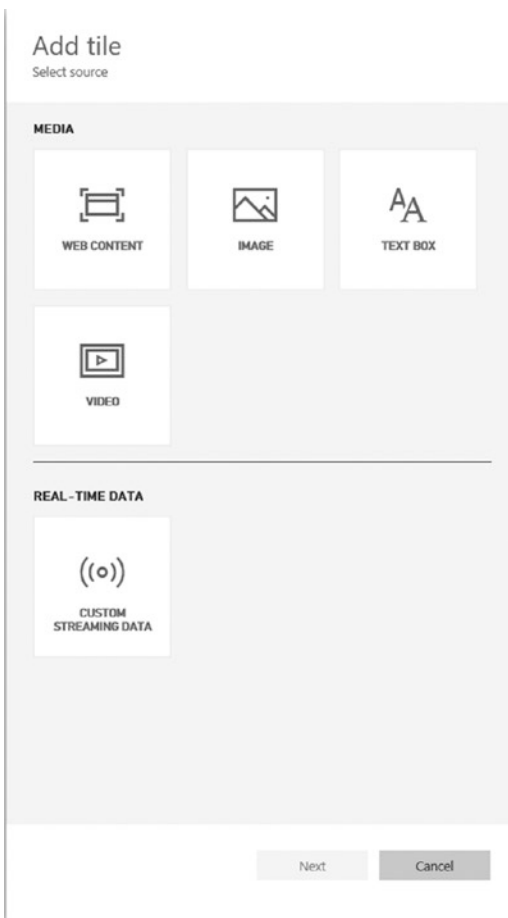 Add tile
Select source
MEDIA
WEB CONTENT
IMAGE
TEXT BOX
VIDEO
REAL-TIME DATA
CUSTOM
STREAMING DATA
Next
Cancel